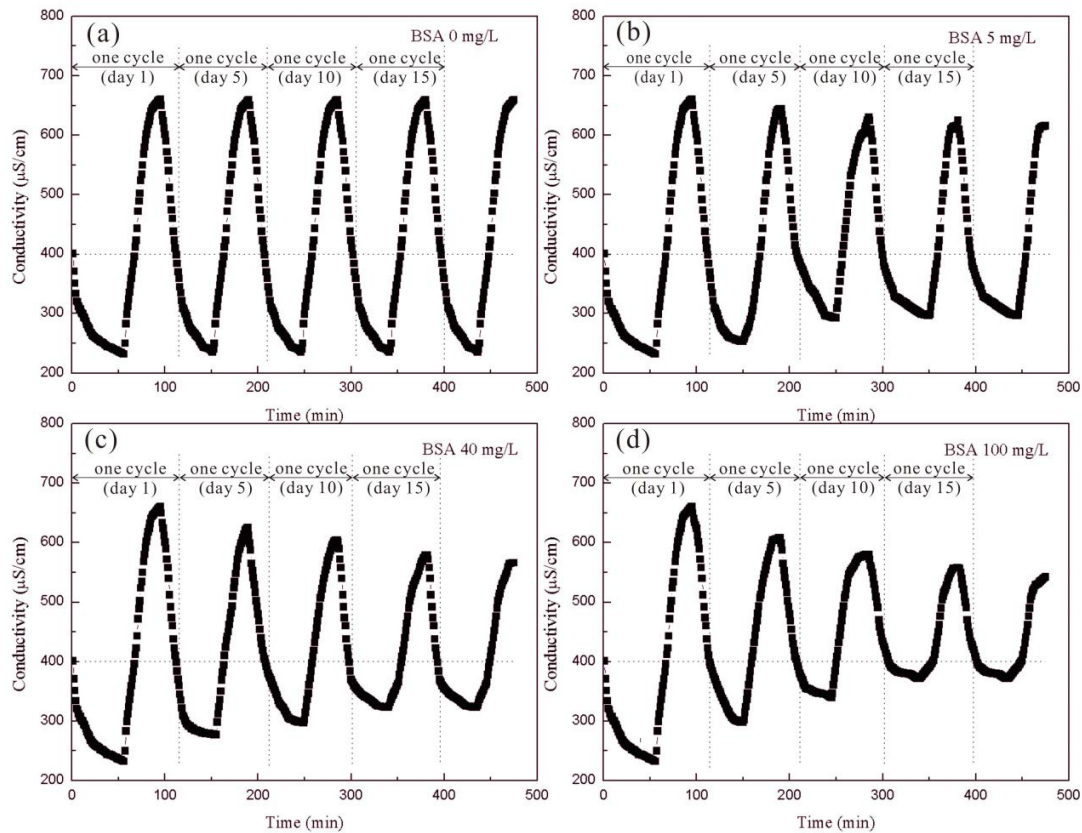 (a)
BSA 0 mg/L
one cycle one cycle one cycle one cycle
(day 1) (day 5) (day 10) (day 15)
Conductivity (μS/cm)
800
700
600
500
400
300
200
0 100 200 300 400 500
Time (min)
(b)
BSA 5 mg/L
one cycle one cycle one cycle one cycle
(day 1) (day 5) (day 10) (day 15)
Conductivity (μS/cm)
800
700
600
500
400
300
200
0 100 200 300 400 500
Time (min)
(c)
BSA 40 mg/L
one cycle one cycle one cycle one cycle
(day 1) (day 5) (day 10) (day 15)
Conductivity (μS/cm)
800
700
600
500
400
300
200
0 100 200 300 400 500
Time (min)
(d)
BSA 100 mg/L
one cycle one cycle one cycle one cycle
(day 1) (day 5) (day 10) (day 15)
Conductivity (μS/cm)
800
700
600
500
400
300
200
0 100 200 300 400 500
Time (min)